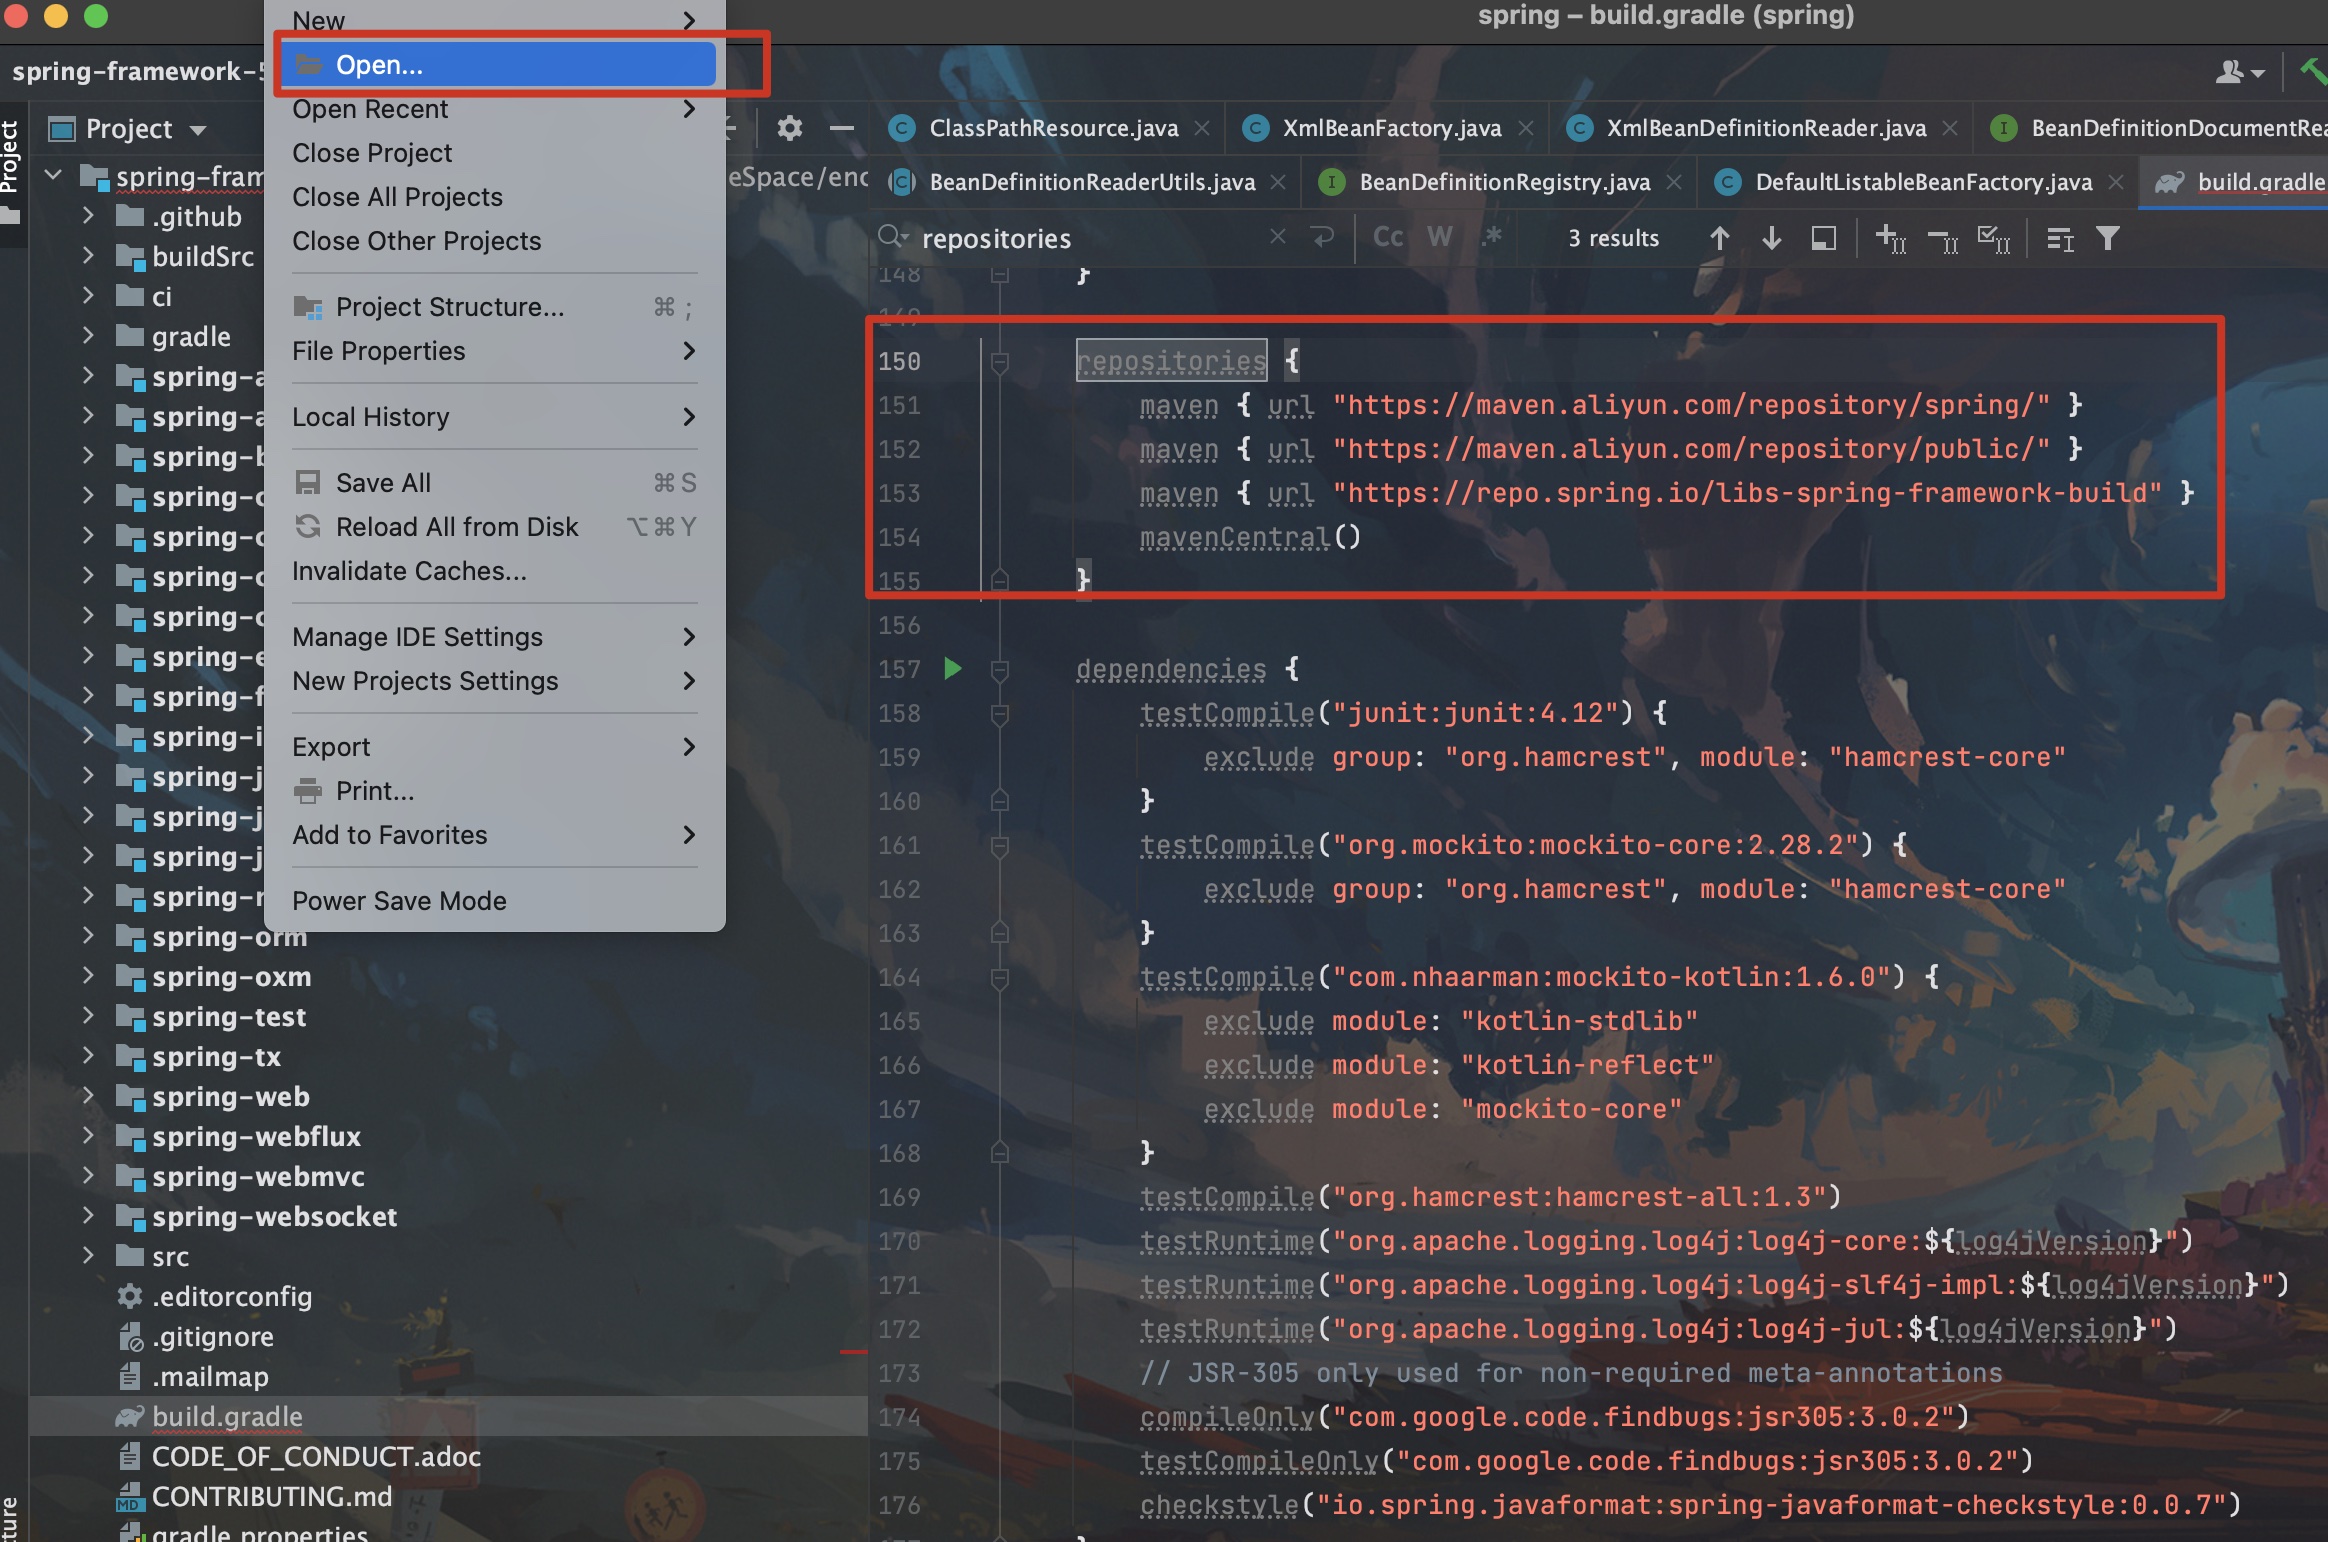 spring – build.gradle (spring)
spring-framework-5
New
Open...
Open Recent
Close Project
Close All Projects
Close Other Projects
Project Structure... ⌘ ;
File Properties
Local History
Save All ⌘ S
Reload All from Disk ⌥⌘Y
Invalidate Caches...
Manage IDE Settings
New Projects Settings
Export
Print...
Add to Favorites
Power Save Mode
Project
Project
spring-fram
eSpace/enc
.github
buildSrc
ci
gradle
spring-a
spring-a
spring-b
spring-c
spring-c
spring-c
spring-c
spring-e
spring-f
spring-i
spring-j
spring-j
spring-j
spring-orm
spring-oxm
spring-test
spring-tx
spring-web
spring-webflux
spring-webmvc
spring-websocket
src
.editorconfig
.gitignore
.mailmap
build.gradle
CODE_OF_CONDUCT.adoc
CONTRIBUTING.md
gradle.properties
ture
ClassPathResource.java
XmlBeanFactory.java
XmlBeanDefinitionReader.java
BeanDefinitionDocumentRea
BeanDefinitionReaderUtils.java
BeanDefinitionRegistry.java
DefaultListableBeanFactory.java
build.gradle
repositories Cc W .* 3 results
148 }
149
150 repositories {
151 maven { url "https://maven.aliyun.com/repository/spring/" }
152 maven { url "https://maven.aliyun.com/repository/public/" }
153 maven { url "https://repo.spring.io/libs-spring-framework-build" }
154 mavenCentral()
155 }
156
157 dependencies {
158 testCompile("junit:junit:4.12") {
159 exclude group: "org.hamcrest", module: "hamcrest-core"
160 }
161 testCompile("org.mockito:mockito-core:2.28.2") {
162 exclude group: "org.hamcrest", module: "hamcrest-core"
163 }
164 testCompile("com.nhaarman:mockito-kotlin:1.6.0") {
165 exclude module: "kotlin-stdlib"
166 exclude module: "kotlin-reflect"
167 exclude module: "mockito-core"
168 }
169 testCompile("org.hamcrest:hamcrest-all:1.3")
170 testRuntime("org.apache.logging.log4j:log4j-core:${log4jVersion}")
171 testRuntime("org.apache.logging.log4j:log4j-slf4j-impl:${log4jVersion}")
172 testRuntime("org.apache.logging.log4j:log4j-jul:${log4jVersion}")
173 // JSR-305 only used for non-required meta-annotations
174 compileOnly("com.google.code.findbugs:jsr305:3.0.2")
175 testCompileOnly("com.google.code.findbugs:jsr305:3.0.2")
176 checkstyle("io.spring.javaformat:spring-javaformat-checkstyle:0.0.7")